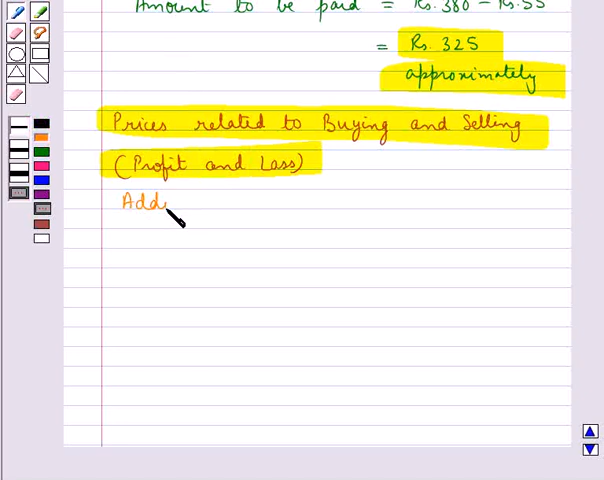 Amount to be paid = Rs. 380 - Rs. 55
= Rs. 325
approximately
Prices related to Buying and Selling
(Profit and Loss)
Add